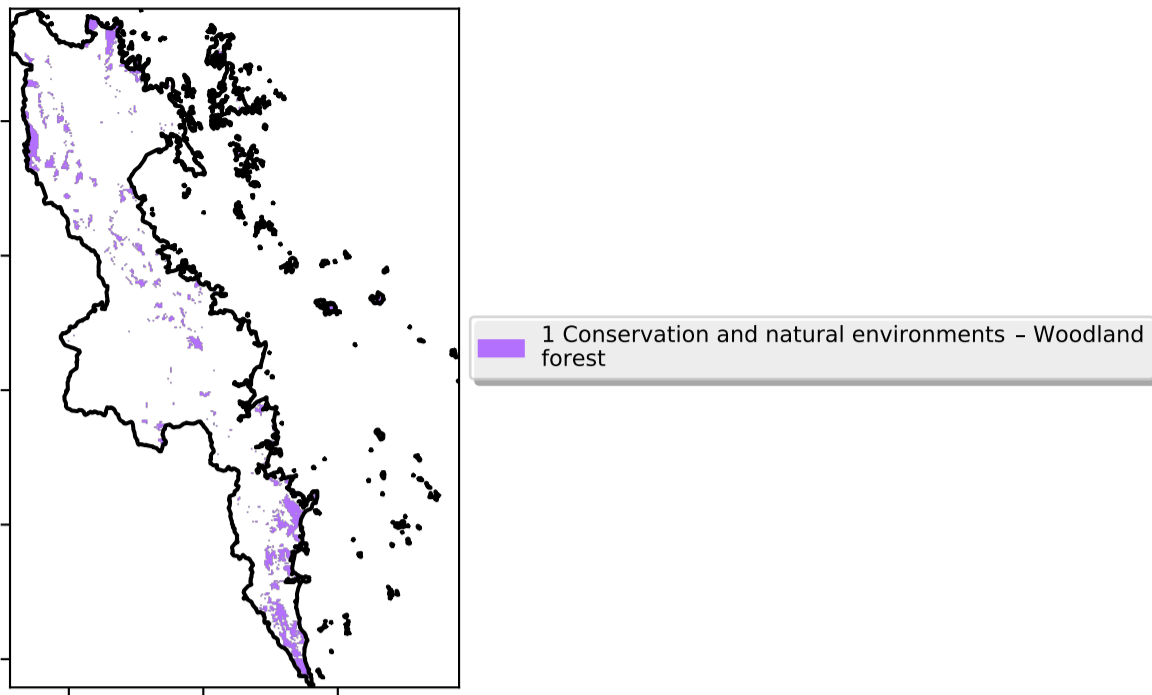 1 Conservation and natural environments – Woodland
forest